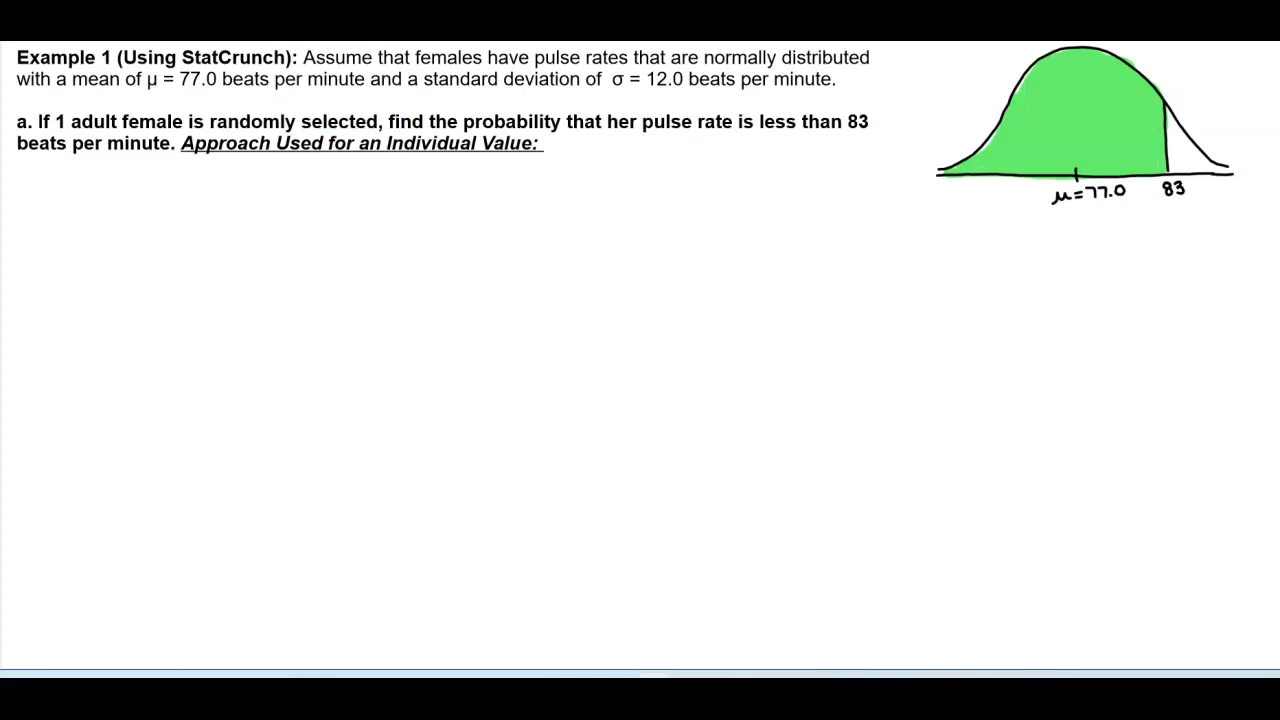 Example 1 (Using StatCrunch): Assume that females have pulse rates that are normally distributed
with a mean of μ = 77.0 beats per minute and a standard deviation of σ = 12.0 beats per minute.
a. If 1 adult female is randomly selected, find the probability that her pulse rate is less than 83
beats per minute. Approach Used for an Individual Value:
μ=77.0 83